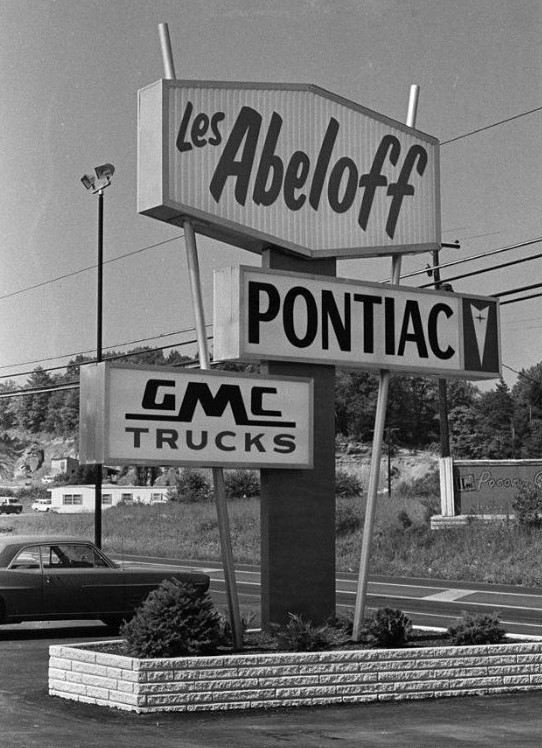 Les Abeloff
PONTIAC
GMC
TRUCKS